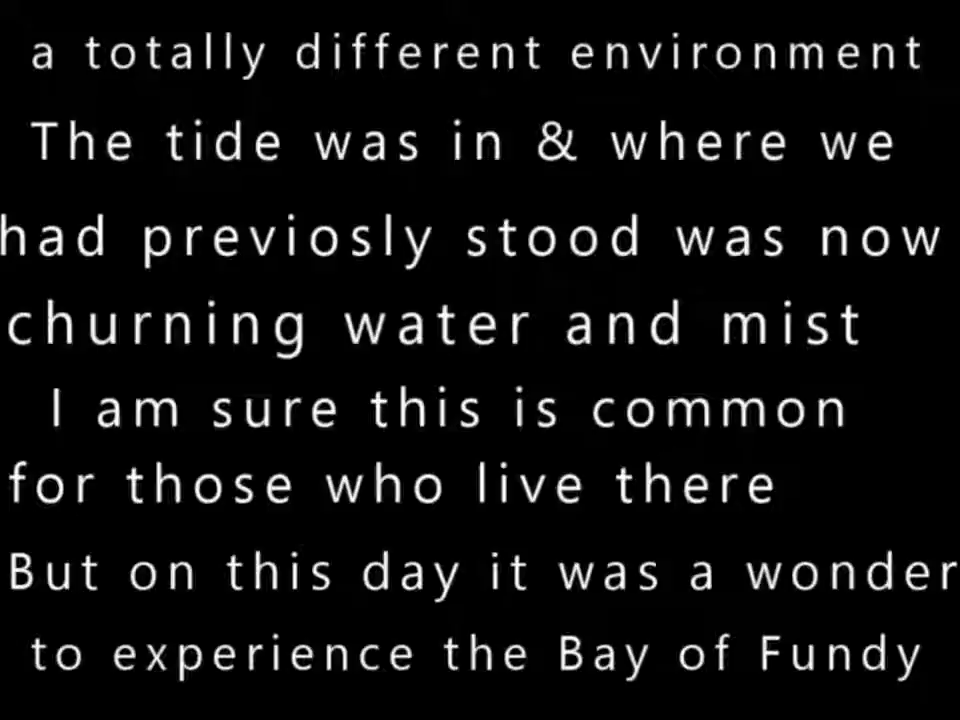 a totally different environment
The tide was in & where we
had previosly stood was now
churning water and mist
I am sure this is common
for those who live there
But on this day it was a wonder
to experience the Bay of Fundy